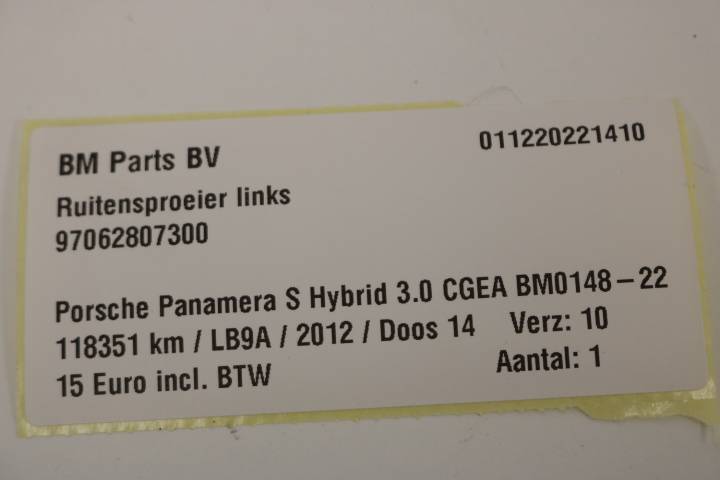 BM Parts BV 011220221410
Ruitensproeier links
97062807300
Porsche Panamera S Hybrid 3.0 CGEA BM0148-22
118351 km / LB9A / 2012 / Doos 14 Verz: 10
15 Euro incl. BTW Aantal: 1